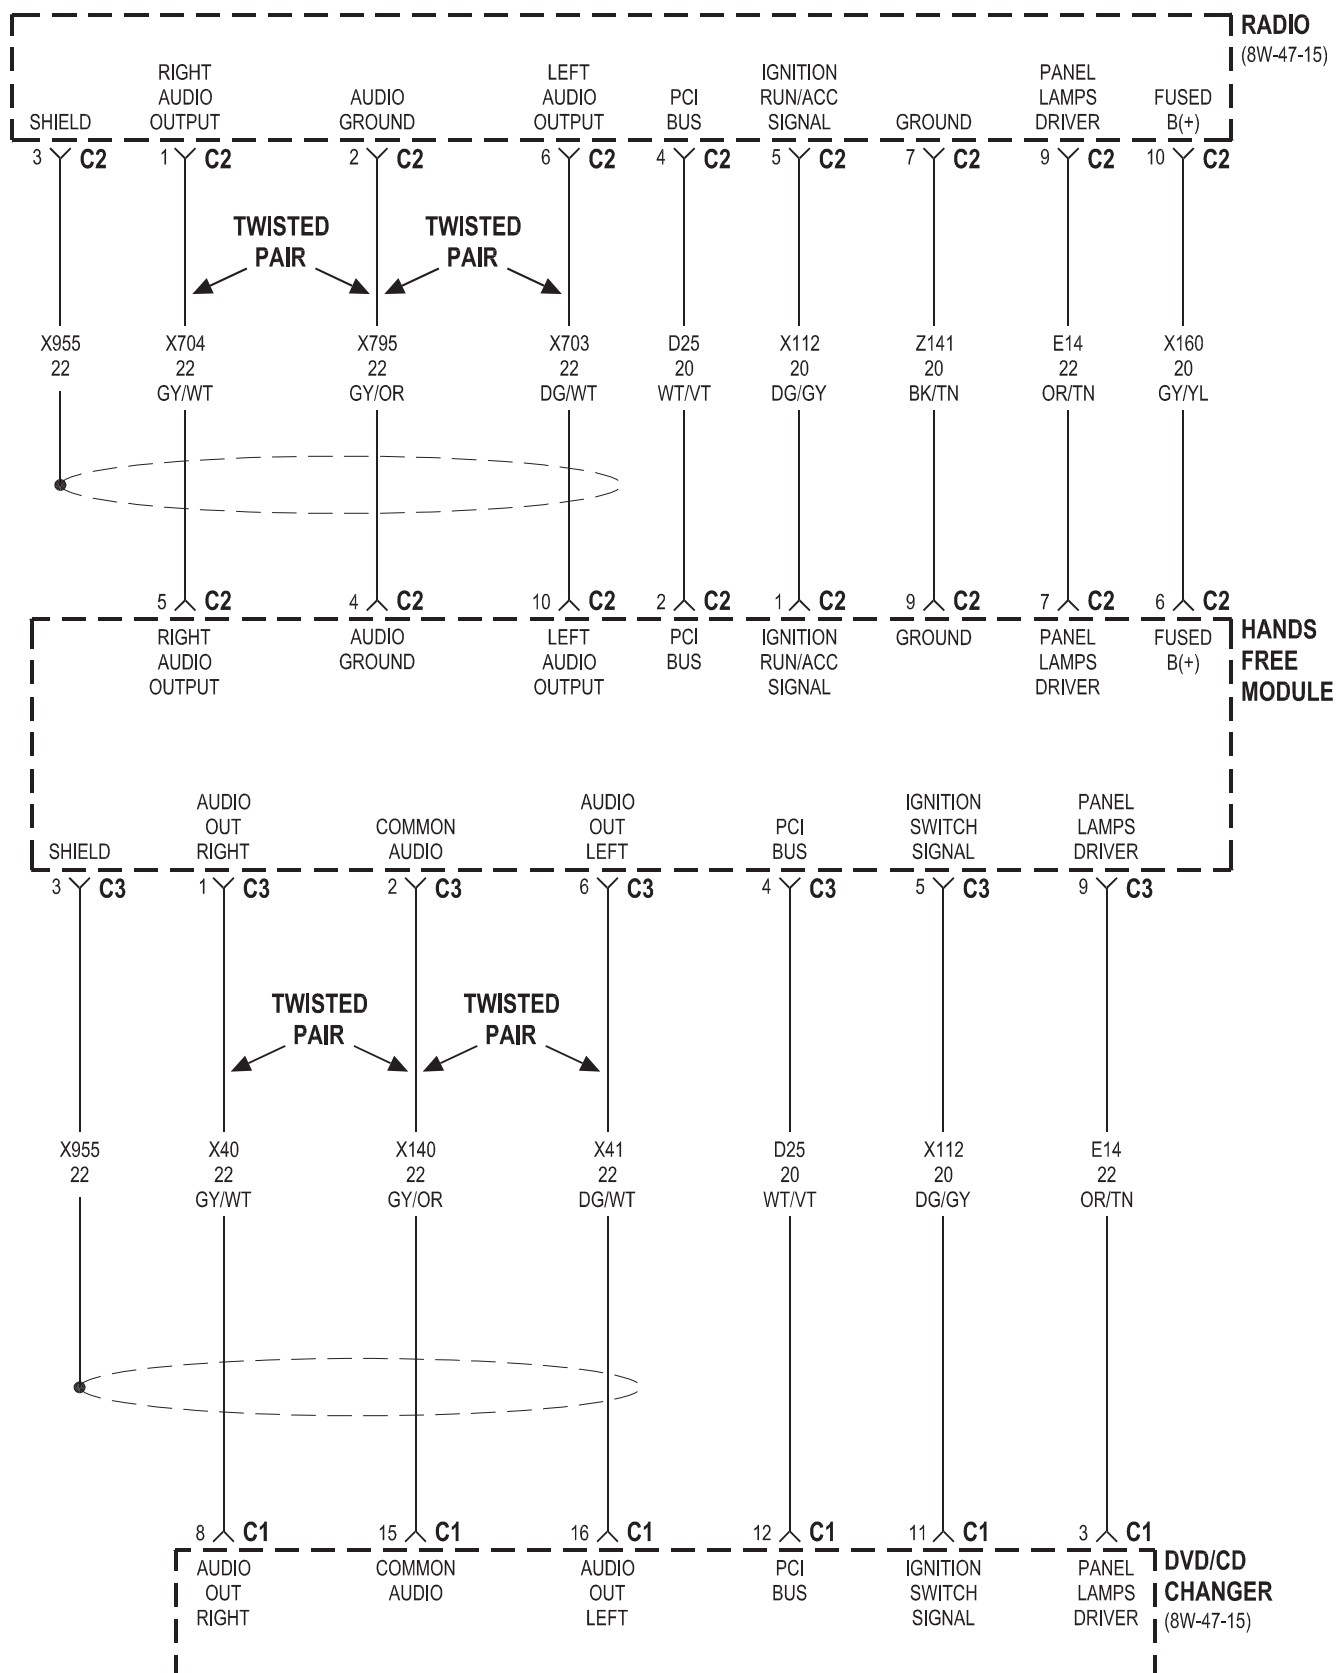 RADIO
(8W-47-15)
RIGHT
AUDIO
OUTPUT
LEFT
AUDIO
OUTPUT
IGNITION
RUN/ACC
SIGNAL
PANEL
LAMPS
DRIVER
SHIELD
AUDIO
GROUND
PCI
BUS
GROUND
FUSED
B(+)
3 C2 1 C2 2 C2 6 C2 4 C2 5 C2 7 C2 9 C2 10 C2
TWISTED
PAIR
TWISTED
PAIR
X955
22
X704
22
GY/WT
X795
22
GY/OR
X703
22
DG/WT
D25
20
WT/VT
X112
20
DG/GY
Z141
20
BK/TN
E14
22
OR/TN
X160
20
GY/YL
5 C2 4 C2 10 C2 2 C2 1 C2 9 C2 7 C2 6 C2
RIGHT
AUDIO
OUTPUT
AUDIO
GROUND
LEFT
AUDIO
OUTPUT
PCI
BUS
IGNITION
RUN/ACC
SIGNAL
GROUND
PANEL
LAMPS
DRIVER
FUSED
B(+)
HANDS
FREE
MODULE
SHIELD
AUDIO
OUT
RIGHT
COMMON
AUDIO
AUDIO
OUT
LEFT
PCI
BUS
IGNITION
SWITCH
SIGNAL
PANEL
LAMPS
DRIVER
3 C3 1 C3 2 C3 6 C3 4 C3 5 C3 9 C3
TWISTED
PAIR
TWISTED
PAIR
X955
22
X40
22
GY/WT
X140
22
GY/OR
X41
22
DG/WT
D25
20
WT/VT
X112
20
DG/GY
E14
22
OR/TN
8 C1 15 C1 16 C1 12 C1 11 C1 3 C1
AUDIO
OUT
RIGHT
COMMON
AUDIO
AUDIO
OUT
LEFT
PCI
BUS
IGNITION
SWITCH
SIGNAL
PANEL
LAMPS
DRIVER
DVD/CD
CHANGER
(8W-47-15)